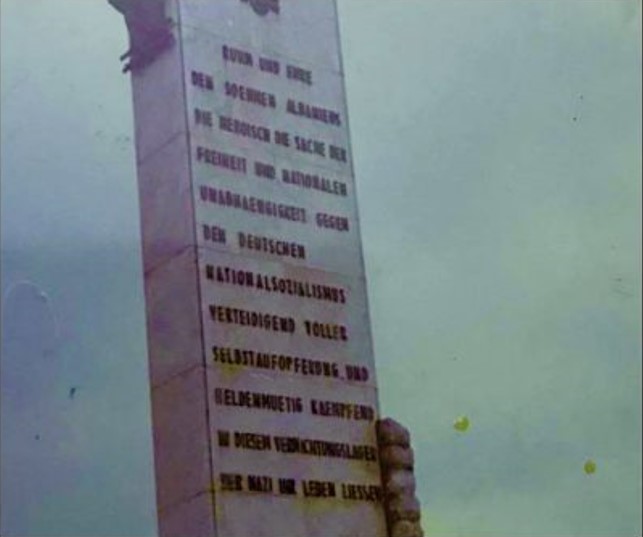 RUHM UND EHRE
DEN SOEHNEN ALBANIENS
DIE HEROISCH DIE SACHE DER
FREIHEIT UND NATIONALEN
UNABHAENGIGKEIT GEGEN
DEN DEUTSCHEN
NATIONALSOZIALISMUS
VERTEIDIGEND VOLLER
SELBSTAUFOPFERUNG UND
HELDENMUETIG KAEMPFEND
IN DIESEM VERNICHTUNGSLAGER
DER NAZI IHR LEBEN LIESSEN